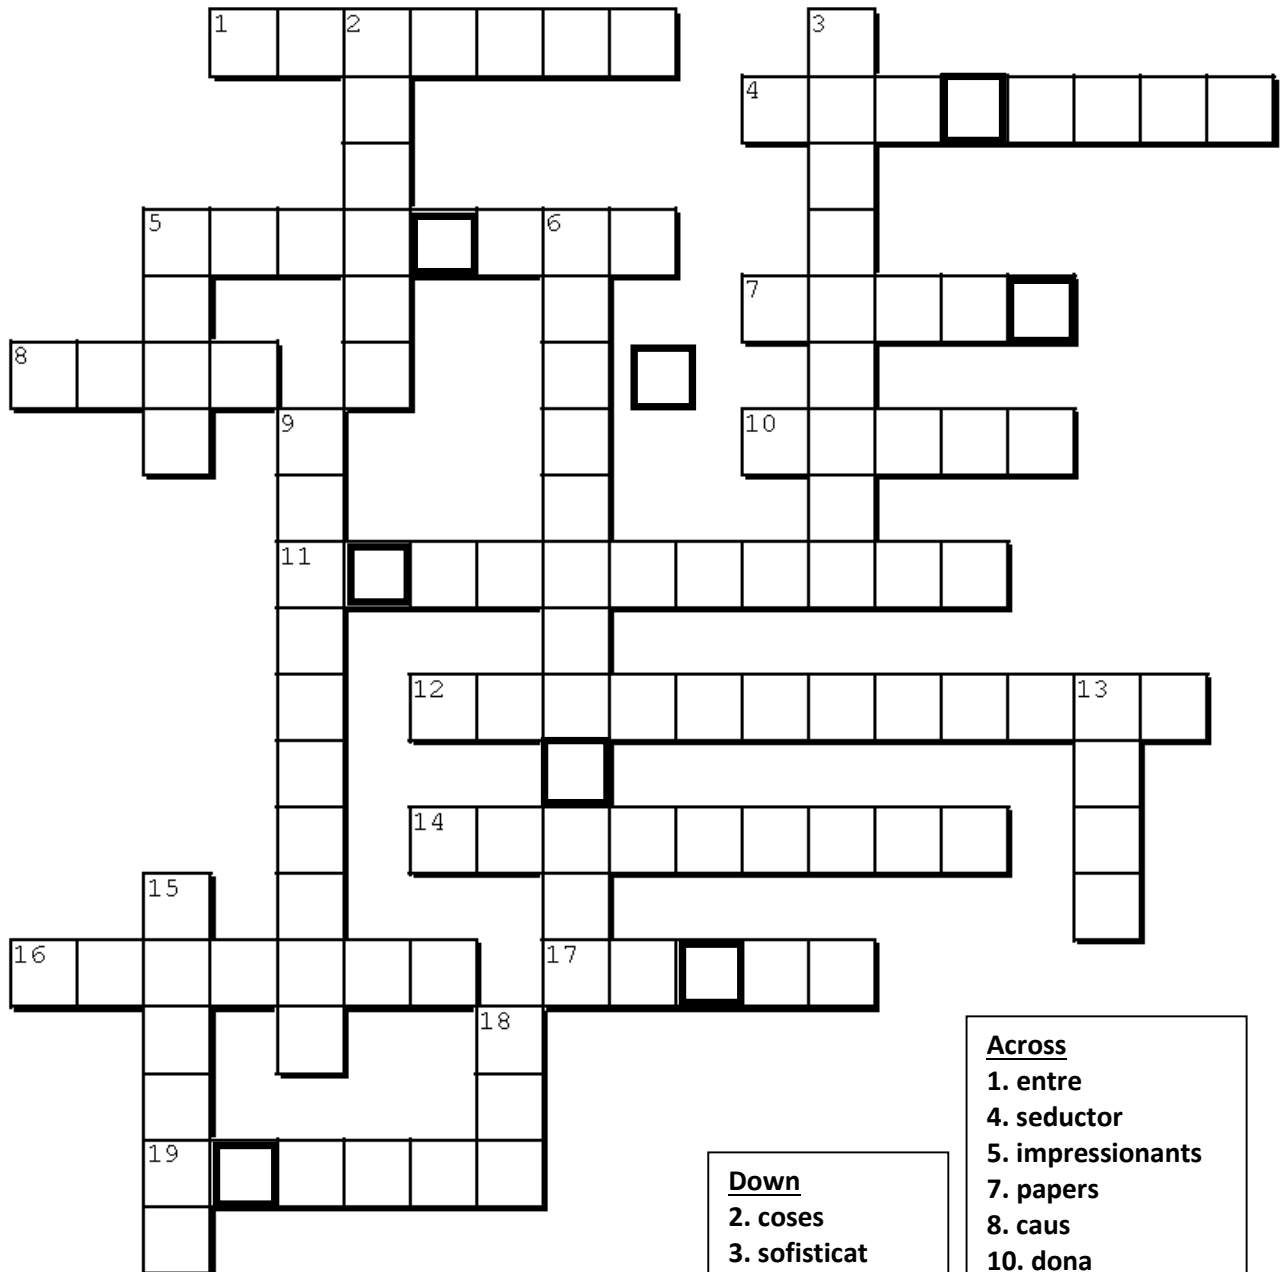 1
2
3
4
5
6
7
8
9
10
11
12
13
14
15
16
17
18
19
Down
2. coses
3. sofisticat
Across
1. entre
4. seductor
5. impressionants
7. papers
8. caus
10. dona